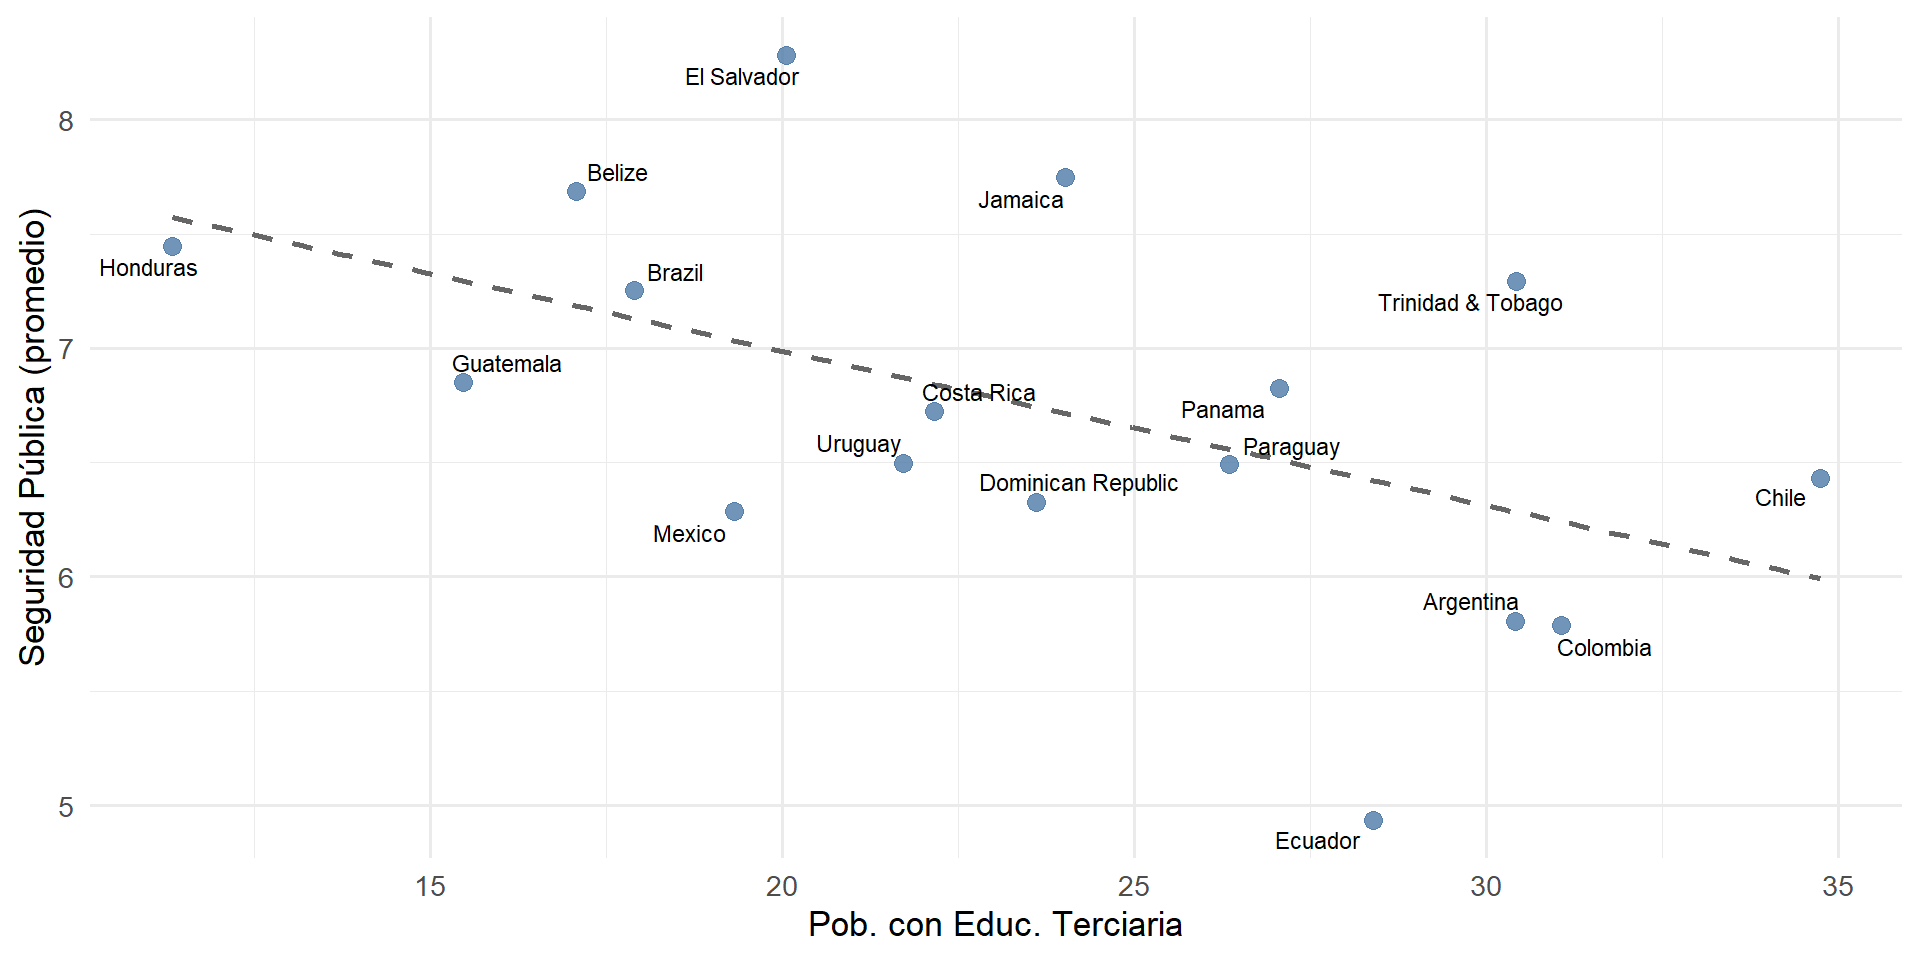 El Salvador
8
Belize
Jamaica
Honduras
Brazil
Trinidad & Tobago
7
Guatemala
Costa Rica
Panama
Uruguay
Paraguay
Dominican Republic
Chile
Mexico
6
Argentina
Colombia
5
Ecuador
15 20 25 30 35
Pob. con Educ. Terciaria
Seguridad Pública (promedio)